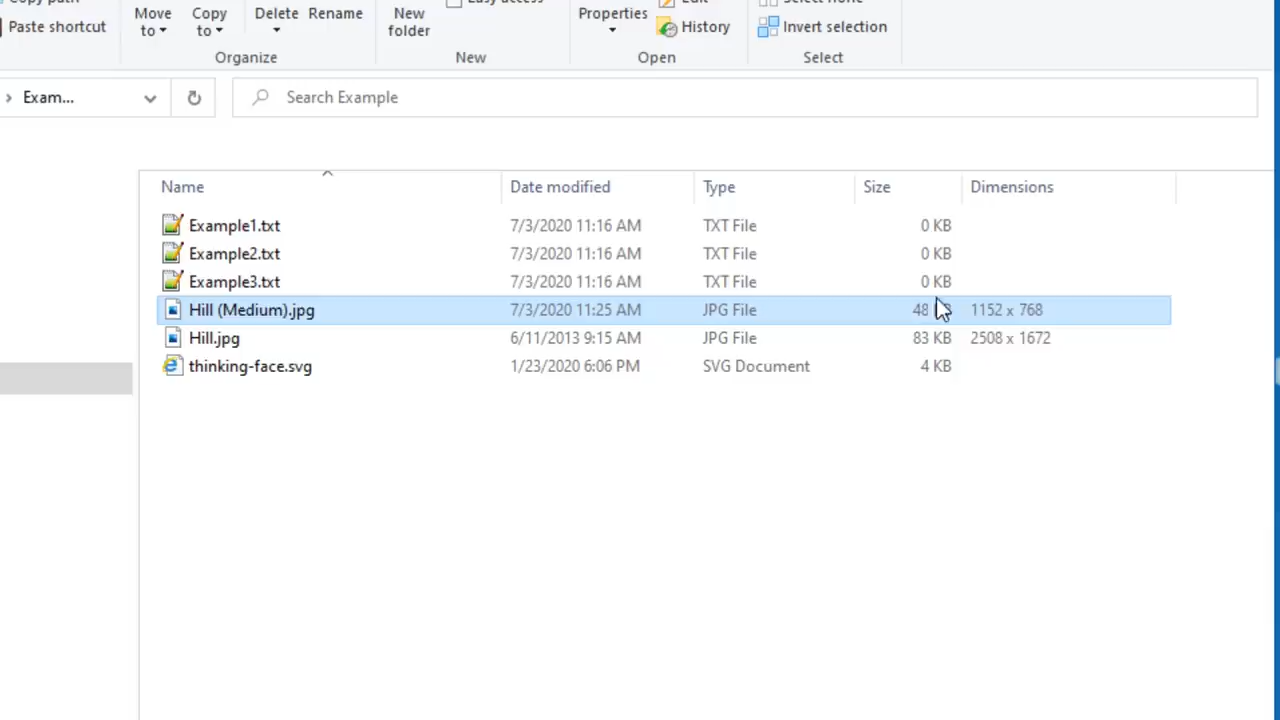 Move to Copy to Delete Rename New folder Properties
Paste shortcut History Invert selection
Organize New Open Select
Exam... Search Example
Name Date modified Type Size Dimensions
Example1.txt 7/3/2020 11:16 AM TXT File 0 KB
Example2.txt 7/3/2020 11:16 AM TXT File 0 KB
Example3.txt 7/3/2020 11:16 AM TXT File 0 KB
Hill (Medium).jpg 7/3/2020 11:25 AM JPG File 48 1152 x 768
Hill.jpg 6/11/2013 9:15 AM JPG File 83 KB 2508 x 1672
thinking-face.svg 1/23/2020 6:06 PM SVG Document 4 KB